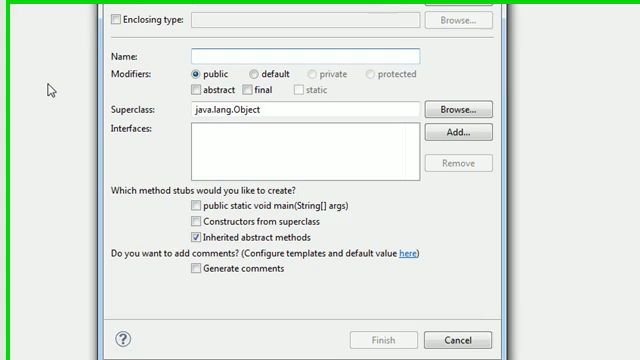 Enclosing type: Browse...
Name:
Modifiers: public default private protected
abstract final static
Superclass: java.lang.Object Browse...
Interfaces: Add...
Remove
Which method stubs would you like to create?
public static void main(String[] args)
Constructors from superclass
Inherited abstract methods
Do you want to add comments? (Configure templates and default value here)
Generate comments
? Finish Cancel